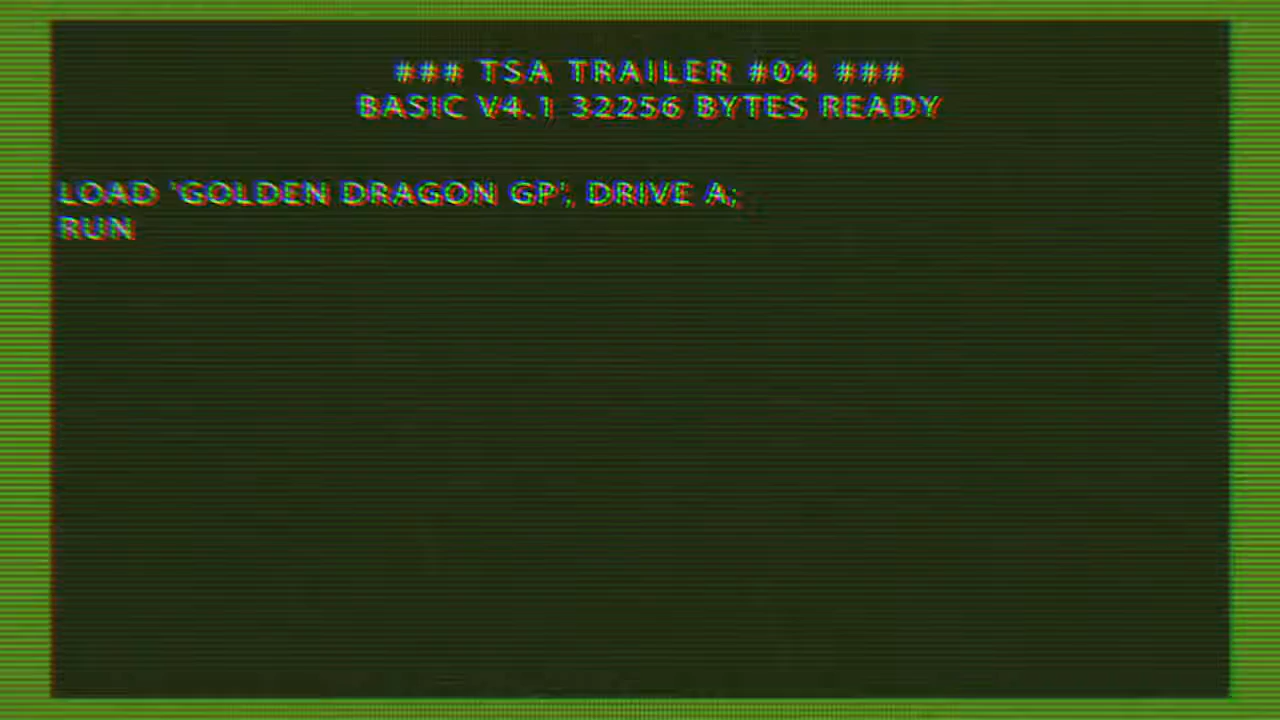 ### TSA TRAILER #04 ###
BASIC V4.1 32256 BYTES READY
LOAD 'GOLDEN DRAGON GP', DRIVE A;
RUN